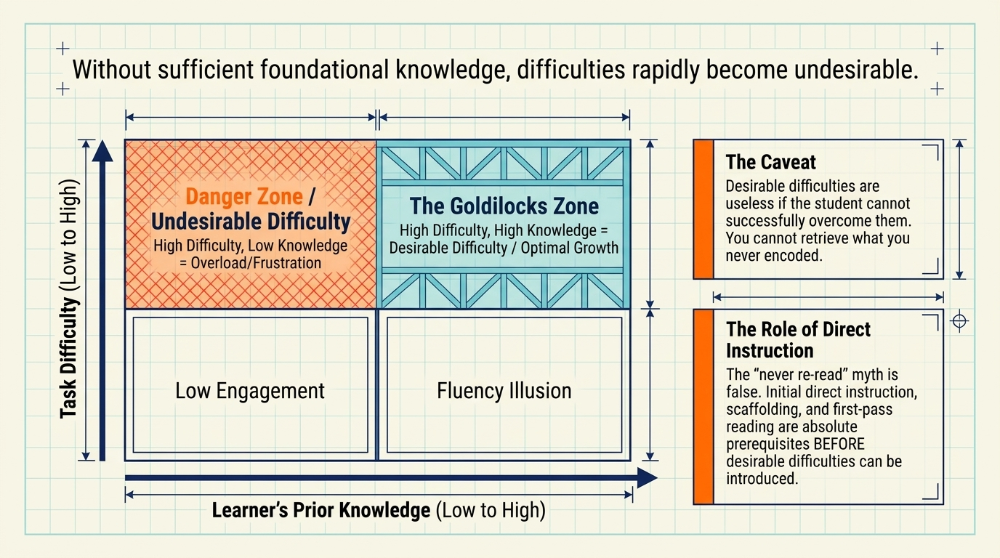 Without sufficient foundational knowledge, difficulties rapidly become undesirable.
Task Difficulty (Low to High)
Danger Zone /
Undesirable Difficulty
High Difficulty, Low Knowledge
= Overload/Frustration
The Goldilocks Zone
High Difficulty, High Knowledge =
Desirable Difficulty / Optimal Growth
Low Engagement
Fluency Illusion
Learner’s Prior Knowledge (Low to High)
The Caveat
Desirable difficulties are
useless if the student cannot
successfully overcome them.
You cannot retrieve what you
never encoded.
The Role of Direct
Instruction
The “never re-read” myth is
false. Initial direct instruction,
scaffolding, and first-pass
reading are absolute
prerequisites BEFORE
desirable difficulties can be
introduced.